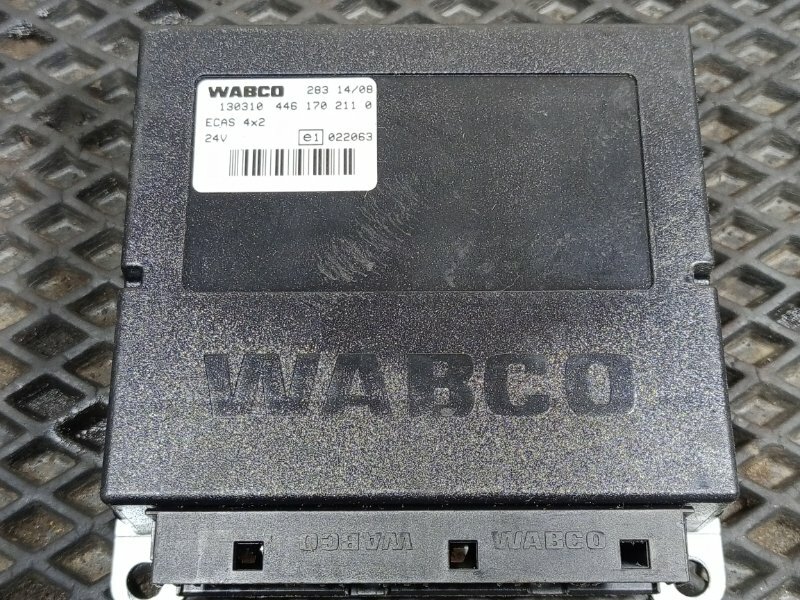 WABCO 283 14/08
130310 446 170 211 0
ECAS 4x2
24V e1 022063
WABCO
WABCO WABCO